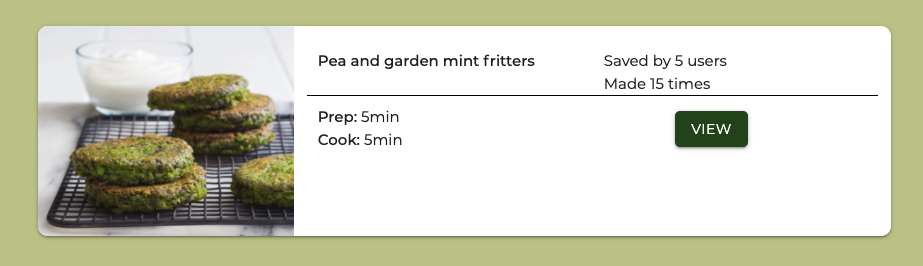 Pea and garden mint fritters
Saved by 5 users
Made 15 times
Prep: 5min
Cook: 5min
VIEW